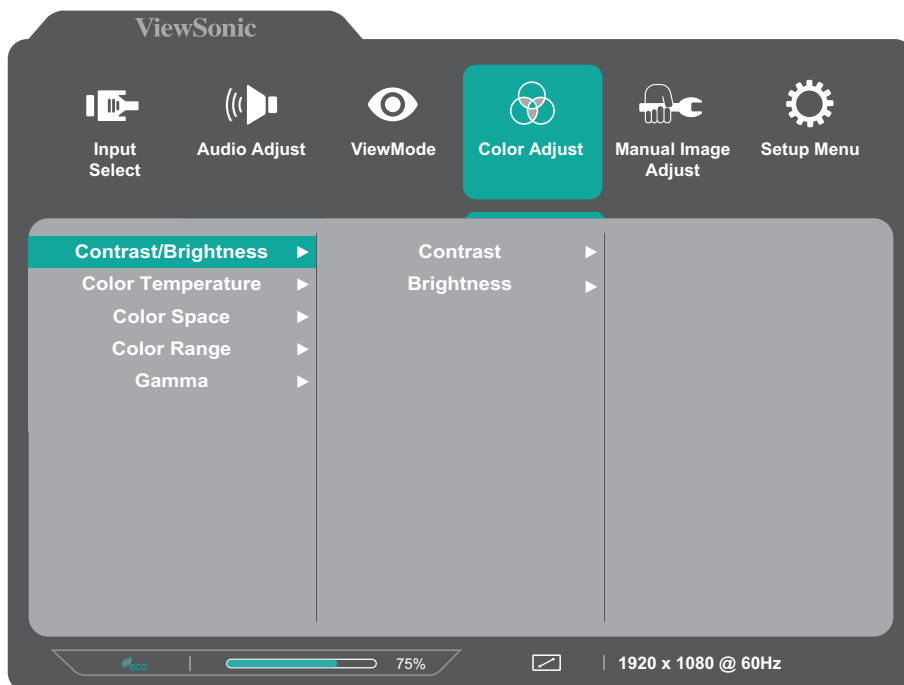 ViewSonic
Input
Select
Audio Adjust
ViewMode
Color Adjust
Manual Image
Adjust
Setup Menu
Contrast/Brightness
Color Temperature
Color Space
Color Range
Gamma
Contrast
Brightness
eco
75%
1920 x 1080 @ 60Hz